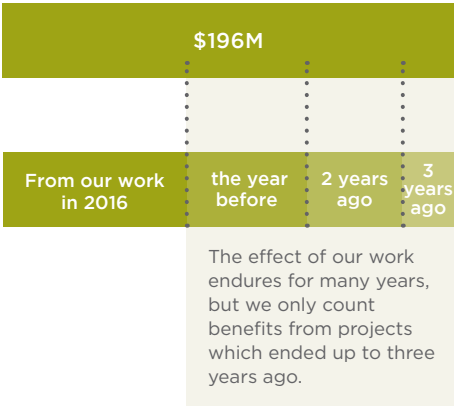 $196M
From our work
in 2016
the year
before
2 years
ago
3
years
ago
The effect of our work
endures for many years,
but we only count
benefits from projects
which ended up to three
years ago.